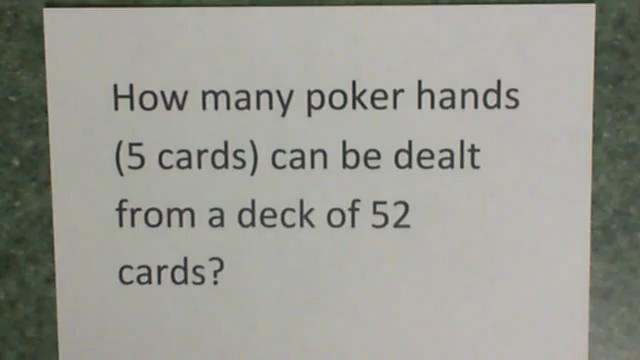 How many poker hands
(5 cards) can be dealt
from a deck of 52
cards?